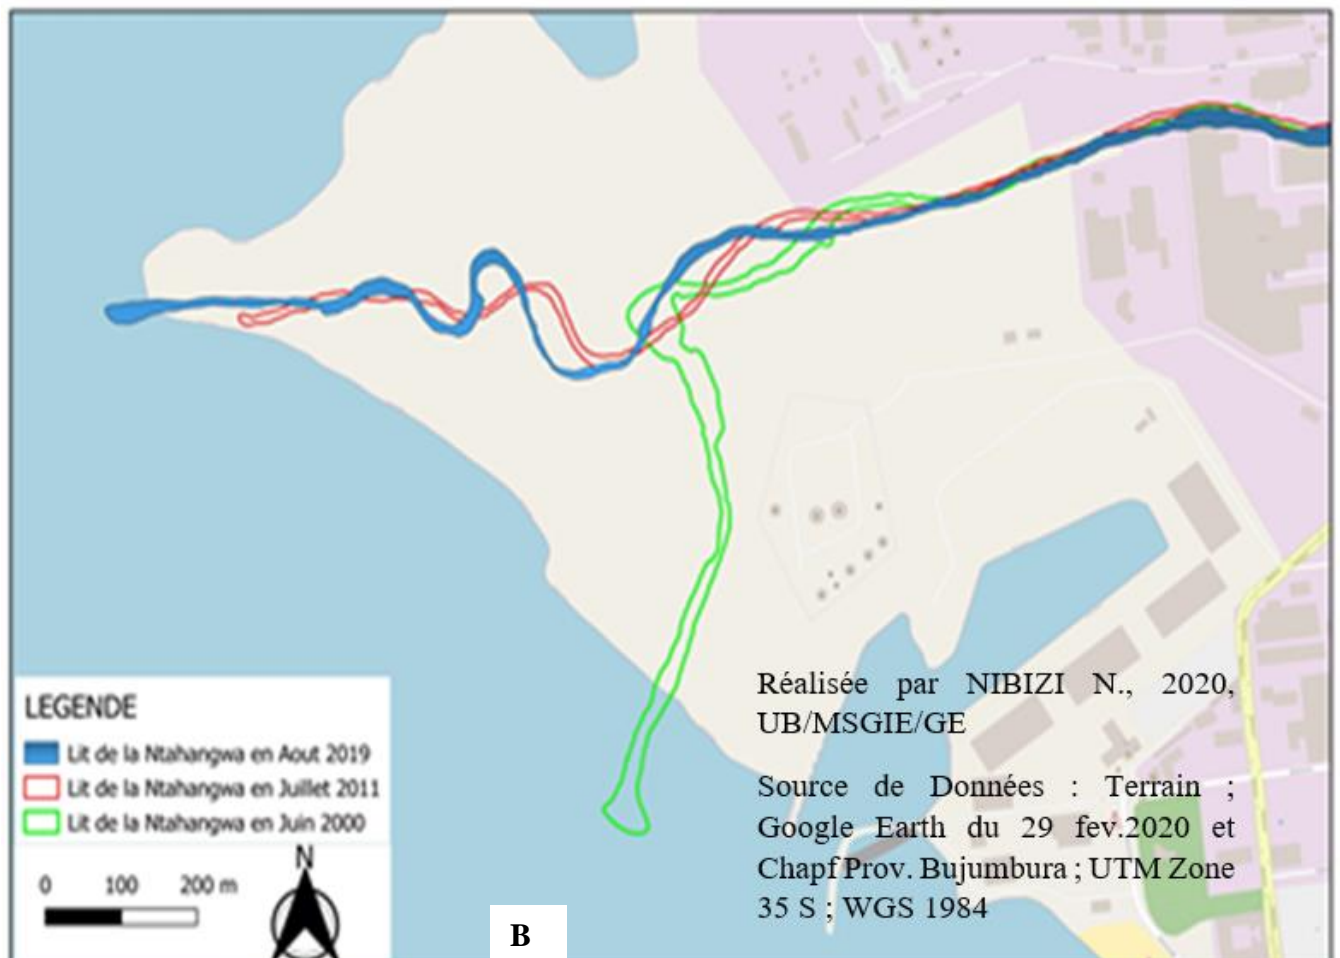 LEGENDE
Lit de la Ntahangwa en Aout 2019
Lit de la Ntahangwa en Juillet 2011
Lit de la Ntahangwa en Juin 2000
0 100 200 m
N
B
Réalisée par NIBIZI N., 2020,
UB/MSGIE/GE
Source de Données : Terrain ;
Google Earth du 29 fev.2020 et
Chapf Prov. Bujumbura ; UTM Zone
35 S ; WGS 1984